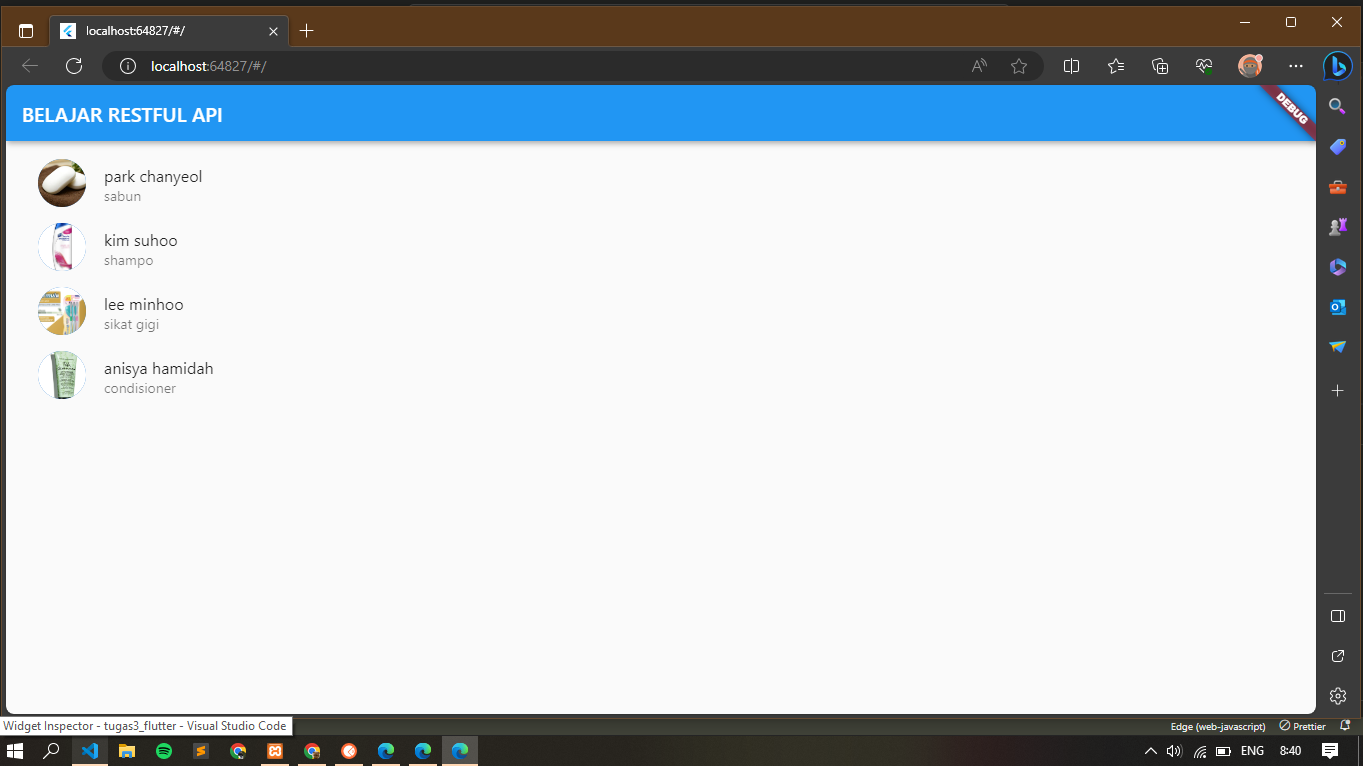 localhost:64827/#/
localhost:64827/#/
BELAJAR RESTFUL API
DEBUG
park chanyeol
sabun
kim suhoo
shampo
lee minhoo
sikat gigi
anisya hamidah
condisioner
Widget Inspector - tugas3_flutter - Visual Studio Code
Edge (web-javascript)
Prettier
ENG
8:40